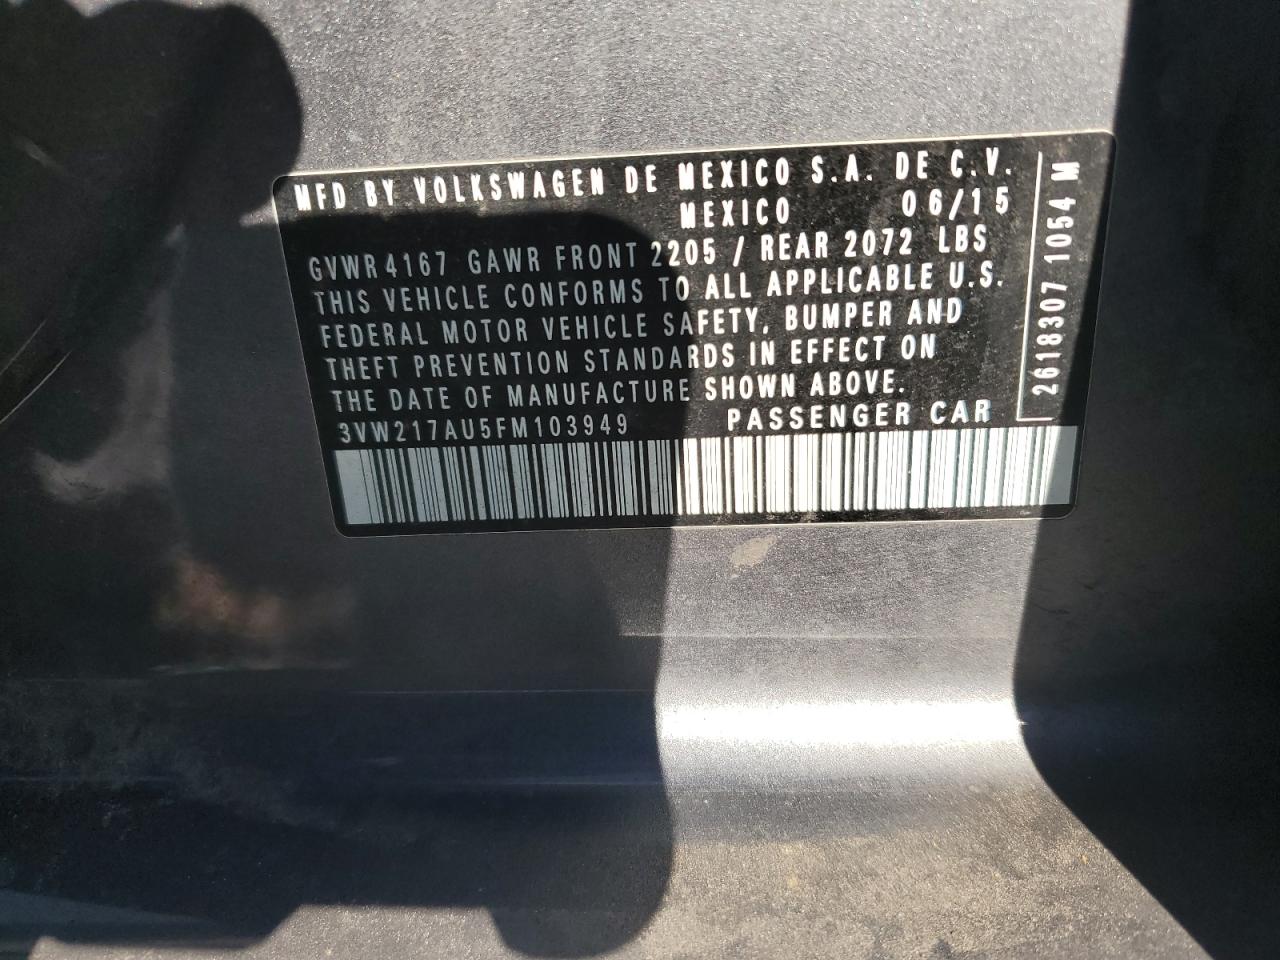 MFD BY VOLKSWAGEN DE MEXICO S.A. DE C.V.
MEXICO 06/15
GVWR 4167 GAWR FRONT 2205 / REAR 2072 LBS
THIS VEHICLE CONFORMS TO ALL APPLICABLE U.S.
FEDERAL MOTOR VEHICLE SAFETY, BUMPER AND
THEFT PREVENTION STANDARDS IN EFFECT ON
THE DATE OF MANUFACTURE SHOWN ABOVE.
3VW217AU5FM103949 PASSENGER CAR
2618307 1054 M